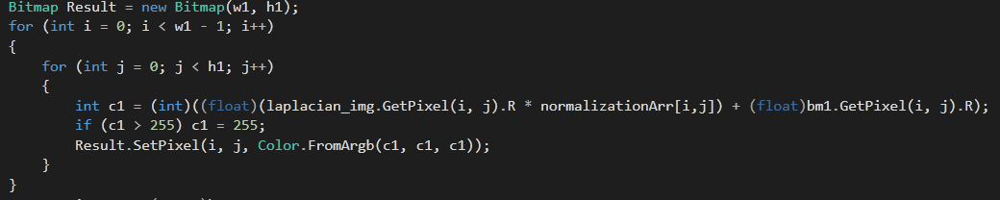 Bitmap Result = new Bitmap(w1, h1);
for (int i = 0; i < w1 - 1; i++)
{
for (int j = 0; j < h1; j++)
{
int c1 = (int)((float)(laplacian_img.GetPixel(i, j).R * normalizationArr[i,j]) + (float)bm1.GetPixel(i, j).R);
if (c1 > 255) c1 = 255;
Result.SetPixel(i, j, Color.FromArgb(c1, c1, c1));
}
}